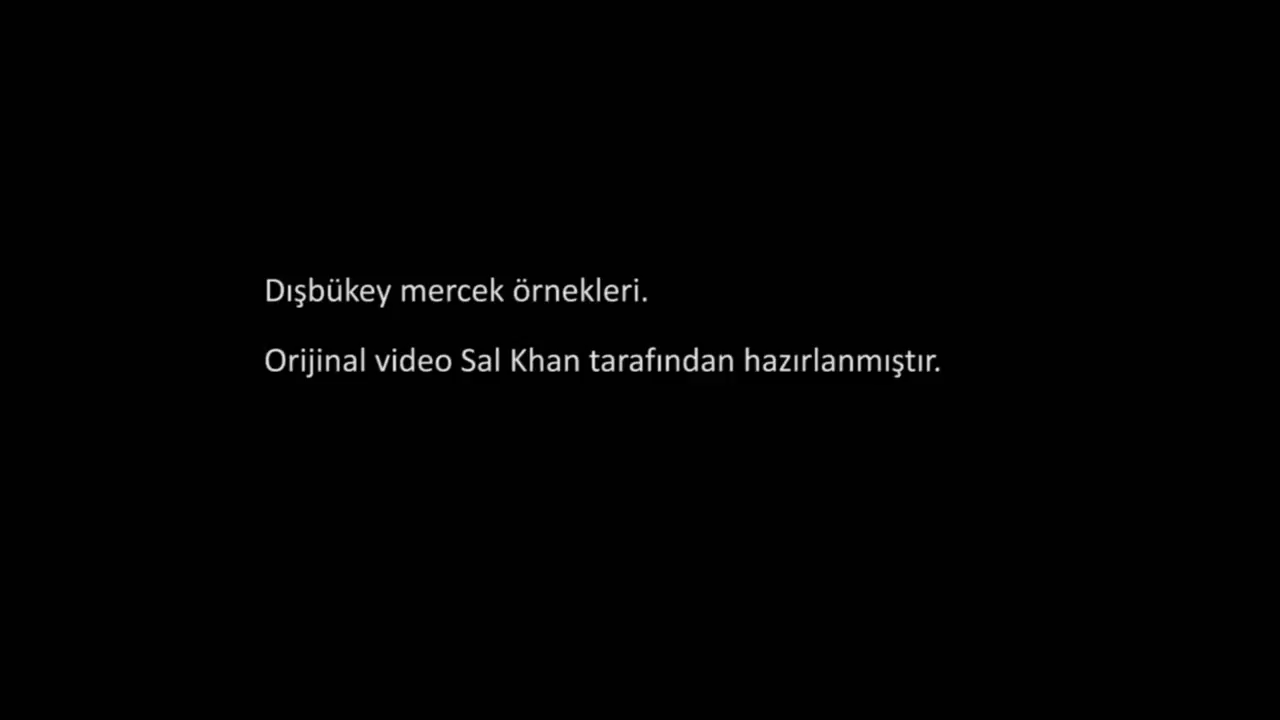 Dışbükey mercek örnekleri.
Orijinal video Sal Khan tarafından hazırlanmıştır.